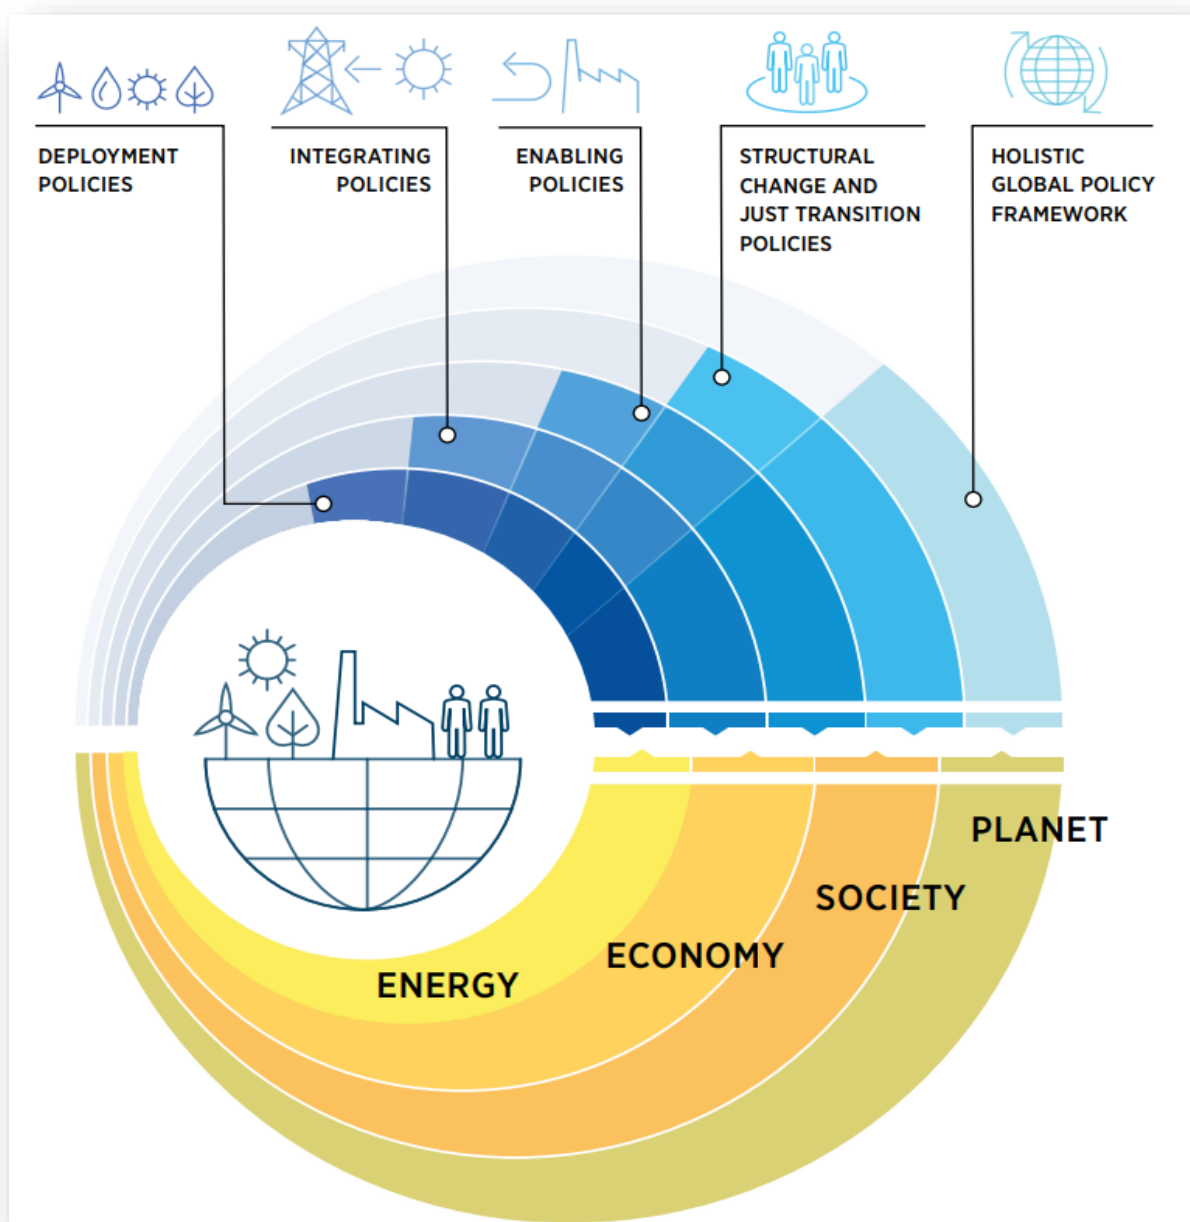 DEPLOYMENT
POLICIES
INTEGRATING
POLICIES
ENABLING
POLICIES
STRUCTURAL
CHANGE AND
JUST TRANSITION
POLICIES
HOLISTIC
GLOBAL POLICY
FRAMEWORK
PLANET
SOCIETY
ECONOMY
ENERGY